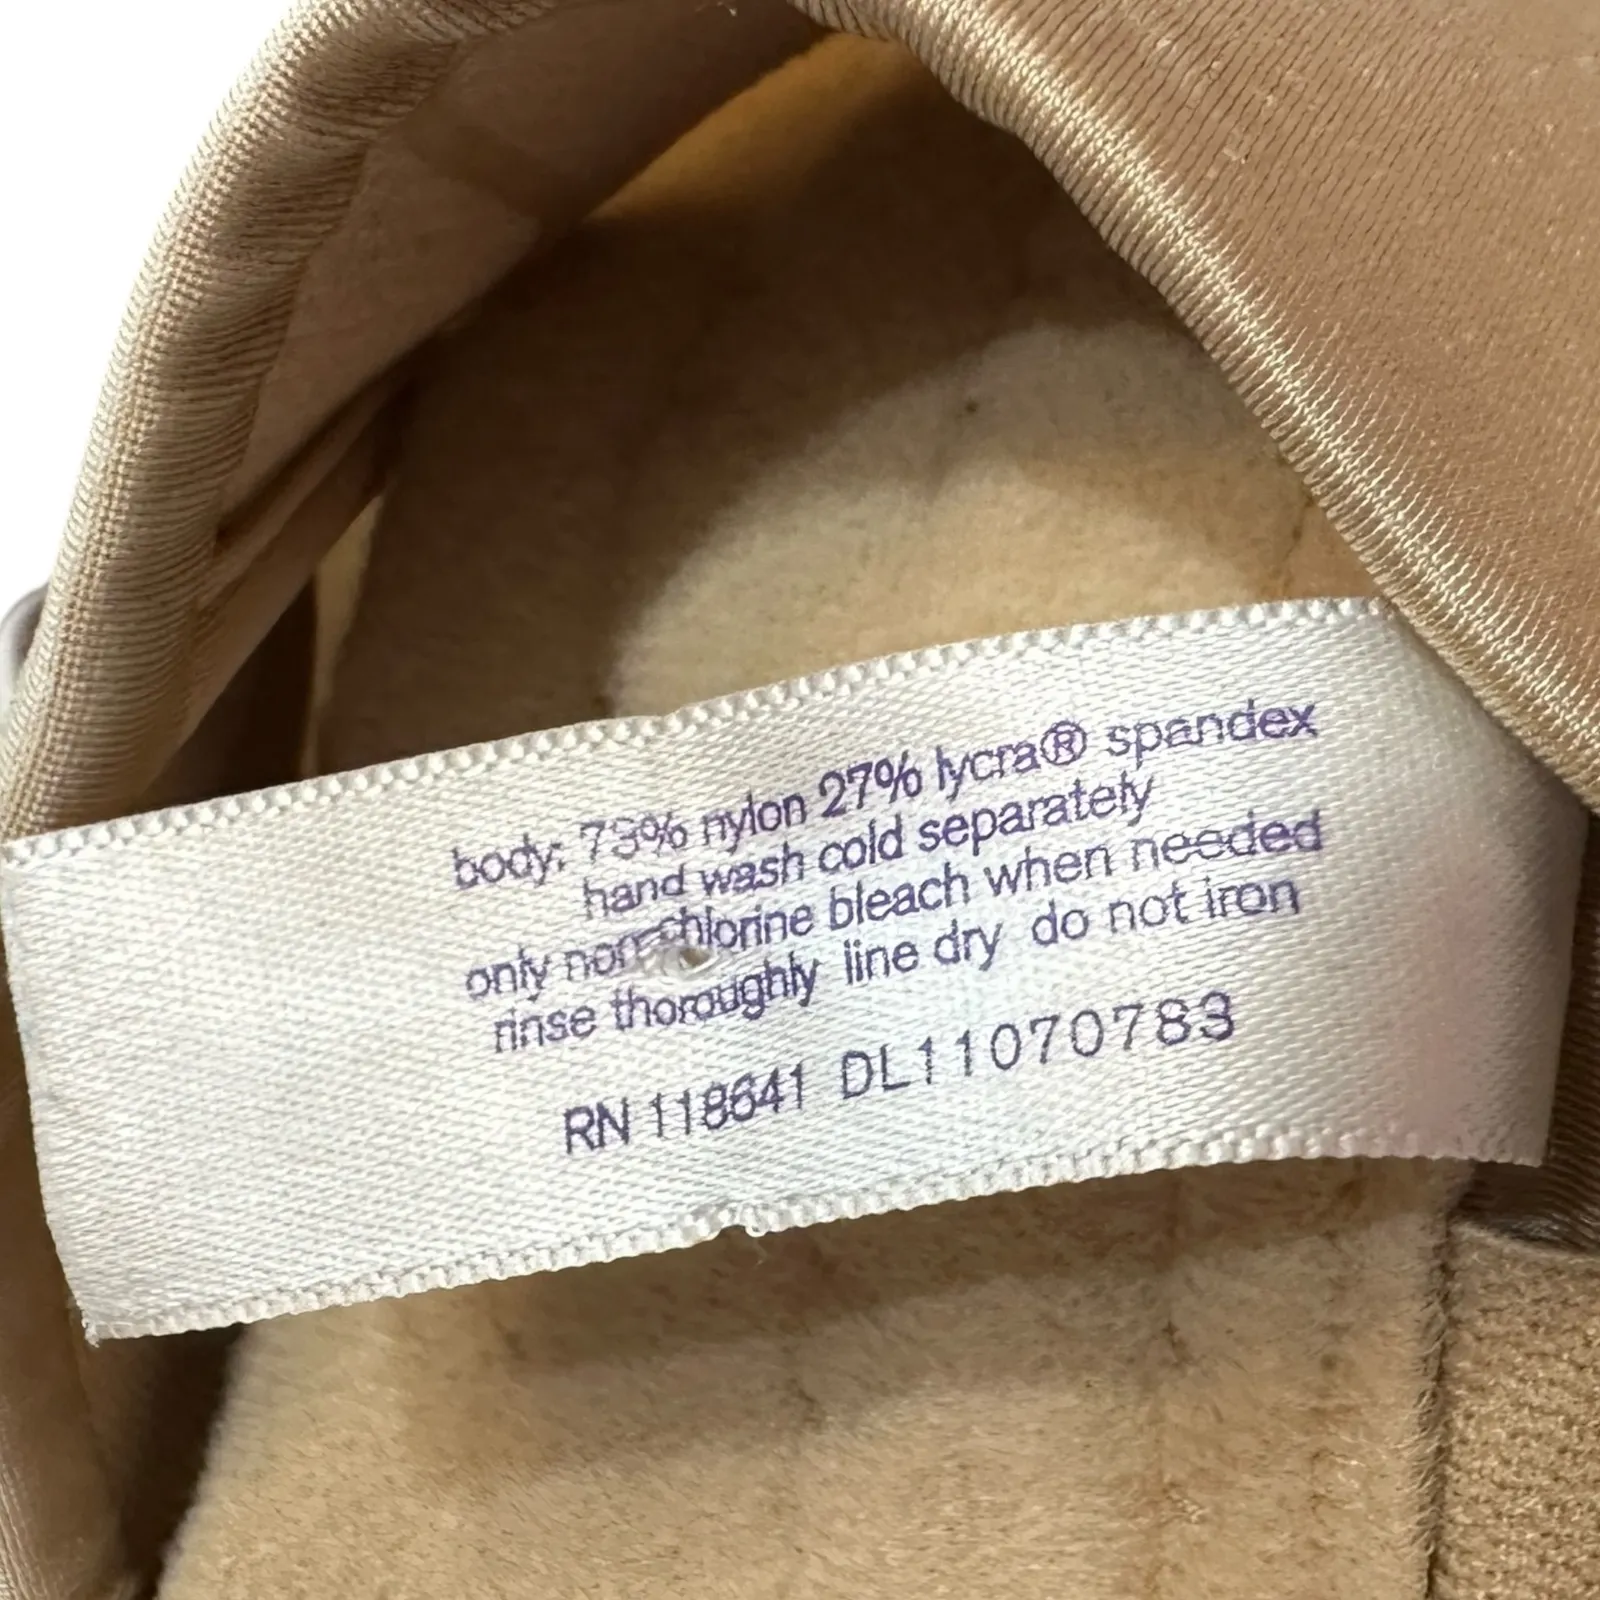 body: 73% nylon 27% lycra® spandex
hand wash cold separately
only non-chlorine bleach when needed
rinse thoroughly line dry do not iron
RN 118641 DL11070783